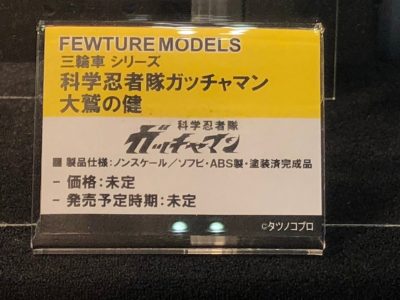 FEWTURE MODELS
三輪車 シリーズ
科学忍者隊ガッチャマン
大鷲の健
科学忍者隊
ガッチャマン
■ 製品仕様：ノンスケール／ソフビ・ABS製・塗装済完成品
- 価格：未定
- 発売予定時期：未定
©タツノコプロ